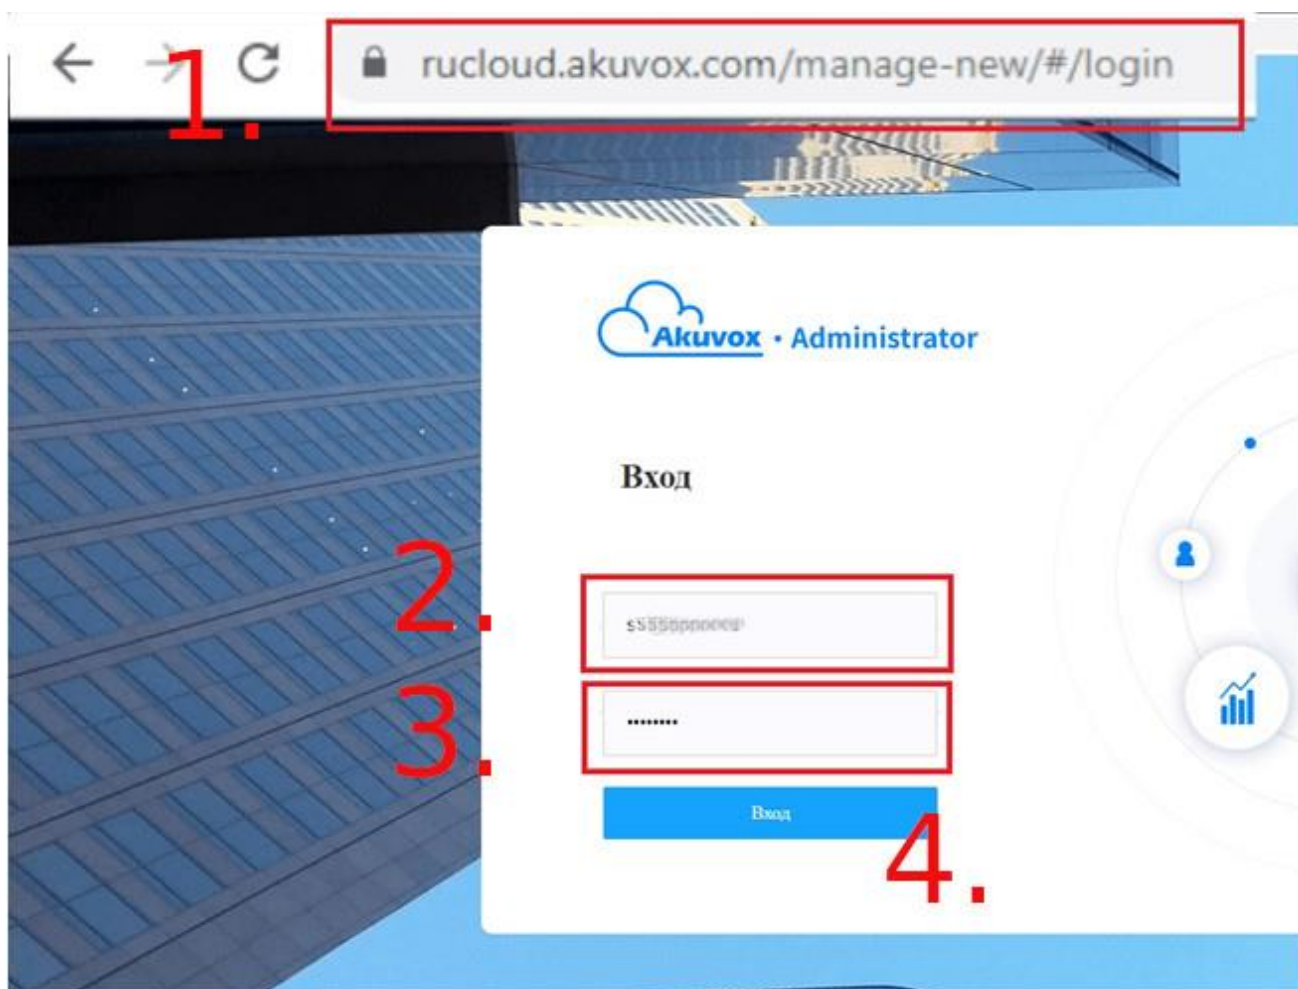 1.
rucloud.akuvox.com/manage-new/#/login
Akuvox • Administrator
Вход
2.
3.
••••••••
Вход
4.